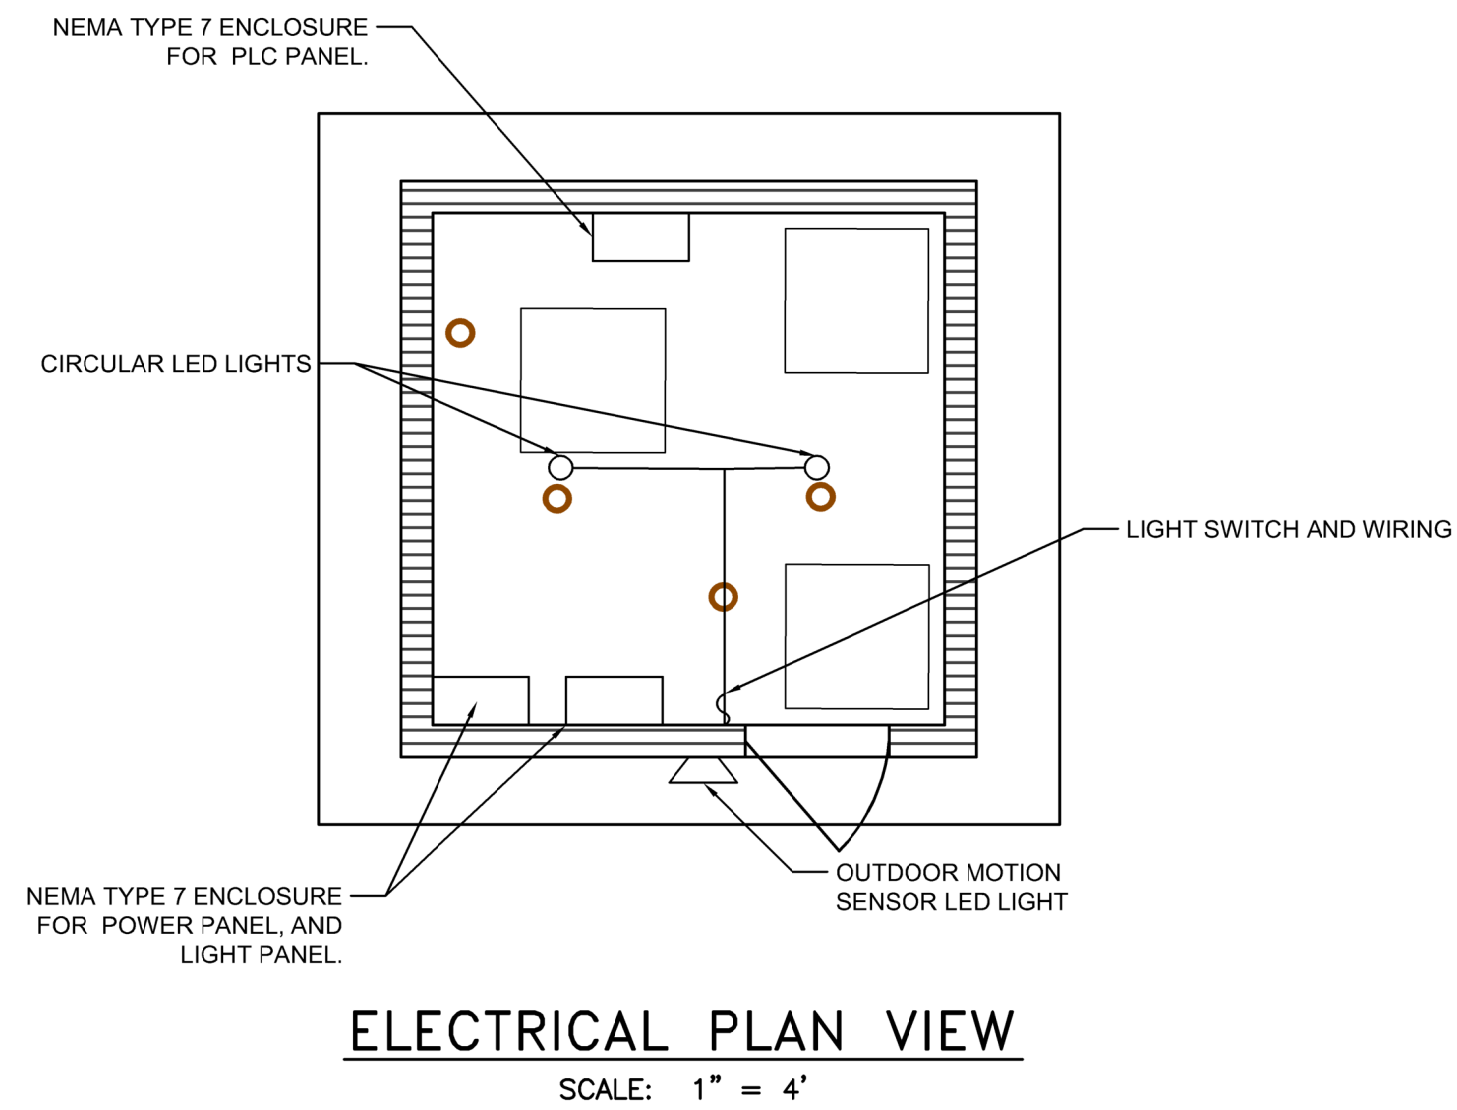 NEMA TYPE 7 ENCLOSURE
FOR PLC PANEL.
CIRCULAR LED LIGHTS
LIGHT SWITCH AND WIRING
OUTDOOR MOTION
SENSOR LED LIGHT
NEMA TYPE 7 ENCLOSURE
FOR POWER PANEL, AND
LIGHT PANEL.
ELECTRICAL PLAN VIEW
SCALE: 1" = 4'